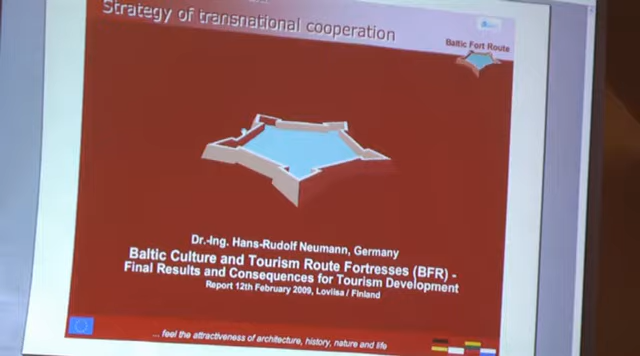 Strategy of transnational cooperation
Baltic Fort Route
Dr.-Ing. Hans-Rudolf Neumann, Germany
Baltic Culture and Tourism Route Fortresses (BFR) -
Final Results and Consequences for Tourism Development
Report 12th February 2009, Loviisa / Finland
... feel the attractiveness of architecture, history, nature and life